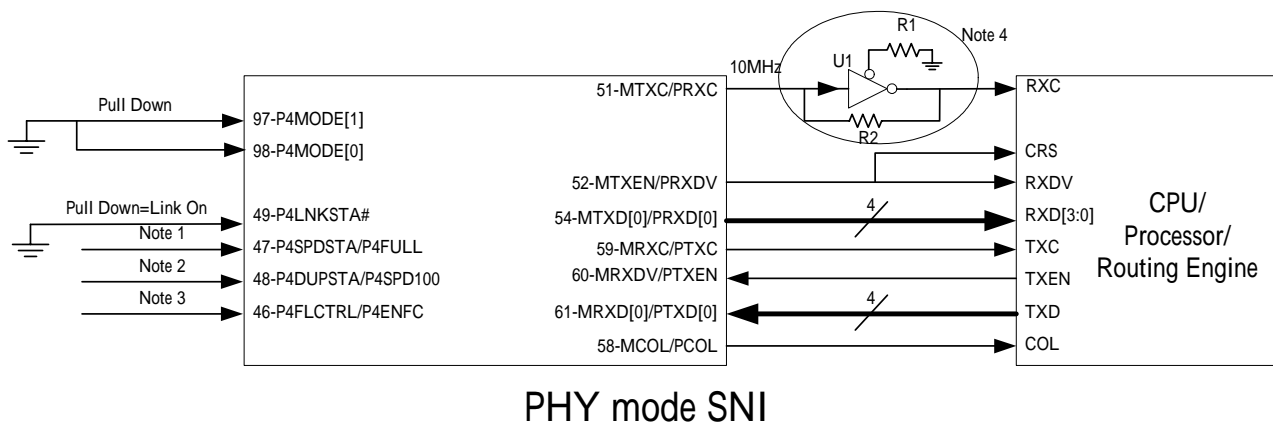 R1
Note 4
U1
10MHz
R2
51-MTXC/PRXC
RXC
Pull Down
97-P4MODE[1]
98-P4MODE[0]
CRS
52-MTXEN/PRXDV
RXDV
Pull Down=Link On
49-P4LNKSTA#
54-MTXD[0]/PRXD[0]
4
RXD[3:0]
CPU/
Processor/
Routing Engine
Note 1
47-P4SPDSTA/P4FULL
59-MRXC/PTXC
TXC
Note 2
48-P4DUPSTA/P4SPD100
60-MRXDV/PTXEN
TXEN
Note 3
46-P4FLCTRL/P4ENFC
61-MRXD[0]/PTXD[0]
4
TXD
58-MCOL/PCOL
COL
PHY mode SNI